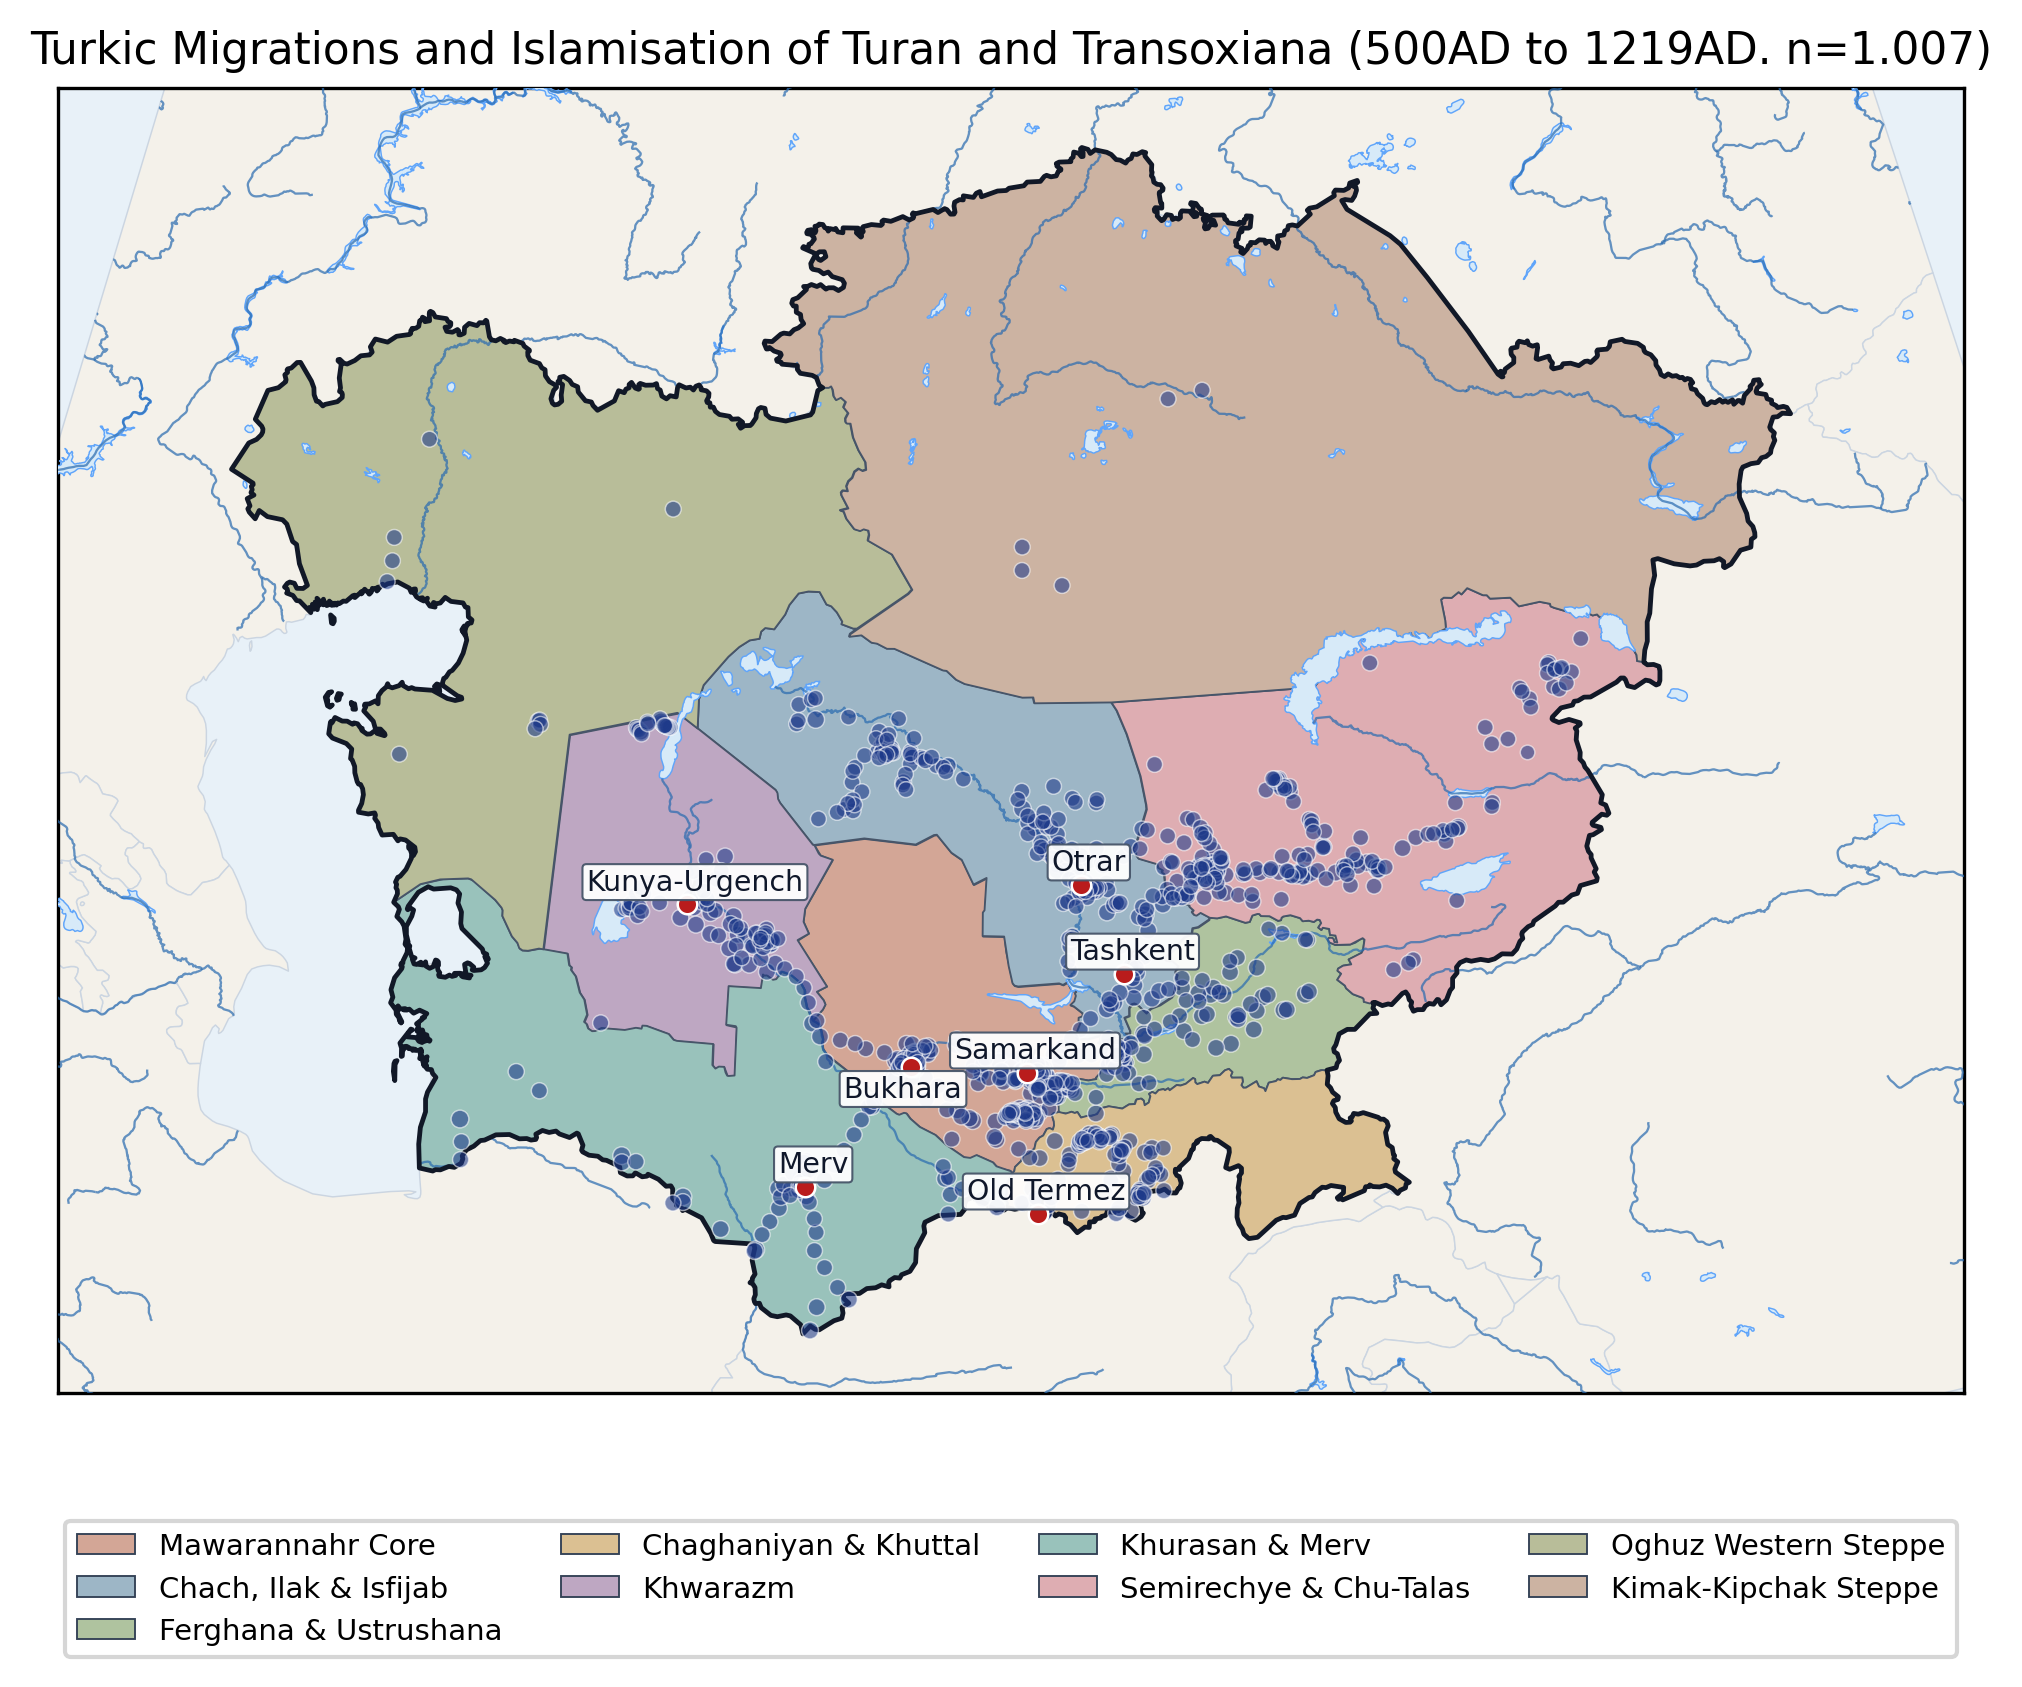 Turkic Migrations and Islamisation of Turan and Transoxiana (500AD to 1219AD. n=1.007)
Otrar
Kunya-Urgench
Tashkent
Samarkand
Bukhara
Merv
Old Termez
Mawarannahr Core
Chach, Ilak & Isfijab
Ferghana & Ustrushana
Chaghaniyan & Khuttal
Khwarazm
Khurasan & Merv
Semirechye & Chu-Talas
Oghuz Western Steppe
Kimak-Kipchak Steppe